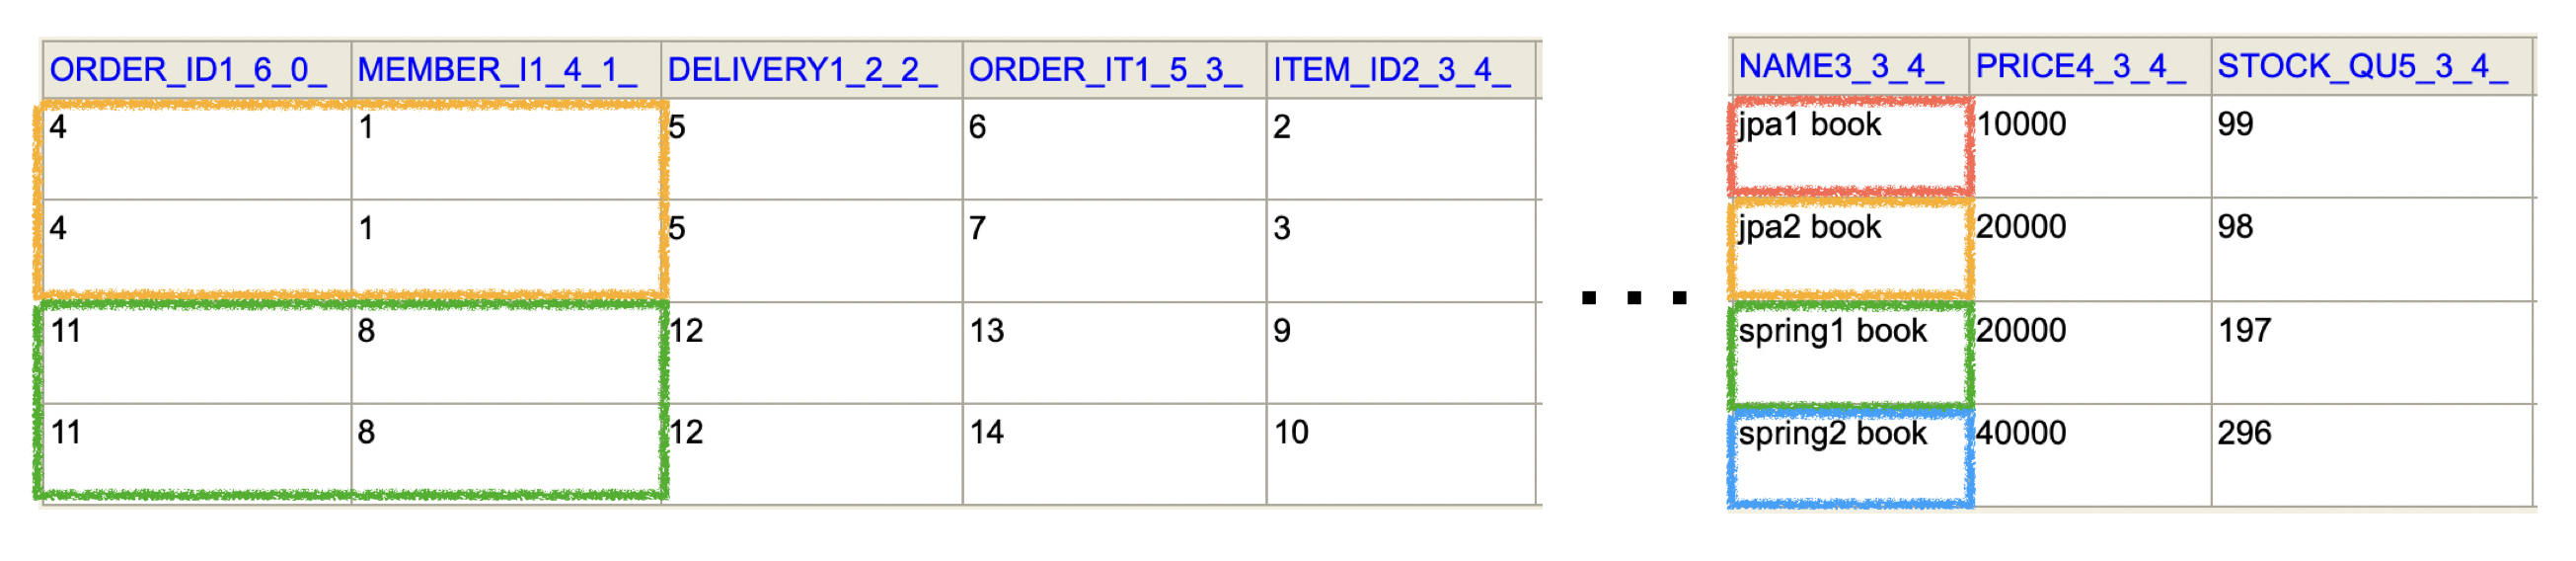 ORDER_ID1_6_0_ MEMBER_I1_4_1_ DELIVERY1_2_2_ ORDER_IT1_5_3_ ITEM_ID2_3_4_ NAME3_3_4_ PRICE4_3_4_ STOCK_QU5_3_4_
4 1 5 6 2 jpa1 book 10000 99
4 1 5 7 3 jpa2 book 20000 98
...
11 8 12 13 9 spring1 book 20000 197
11 8 12 14 10 spring2 book 40000 296